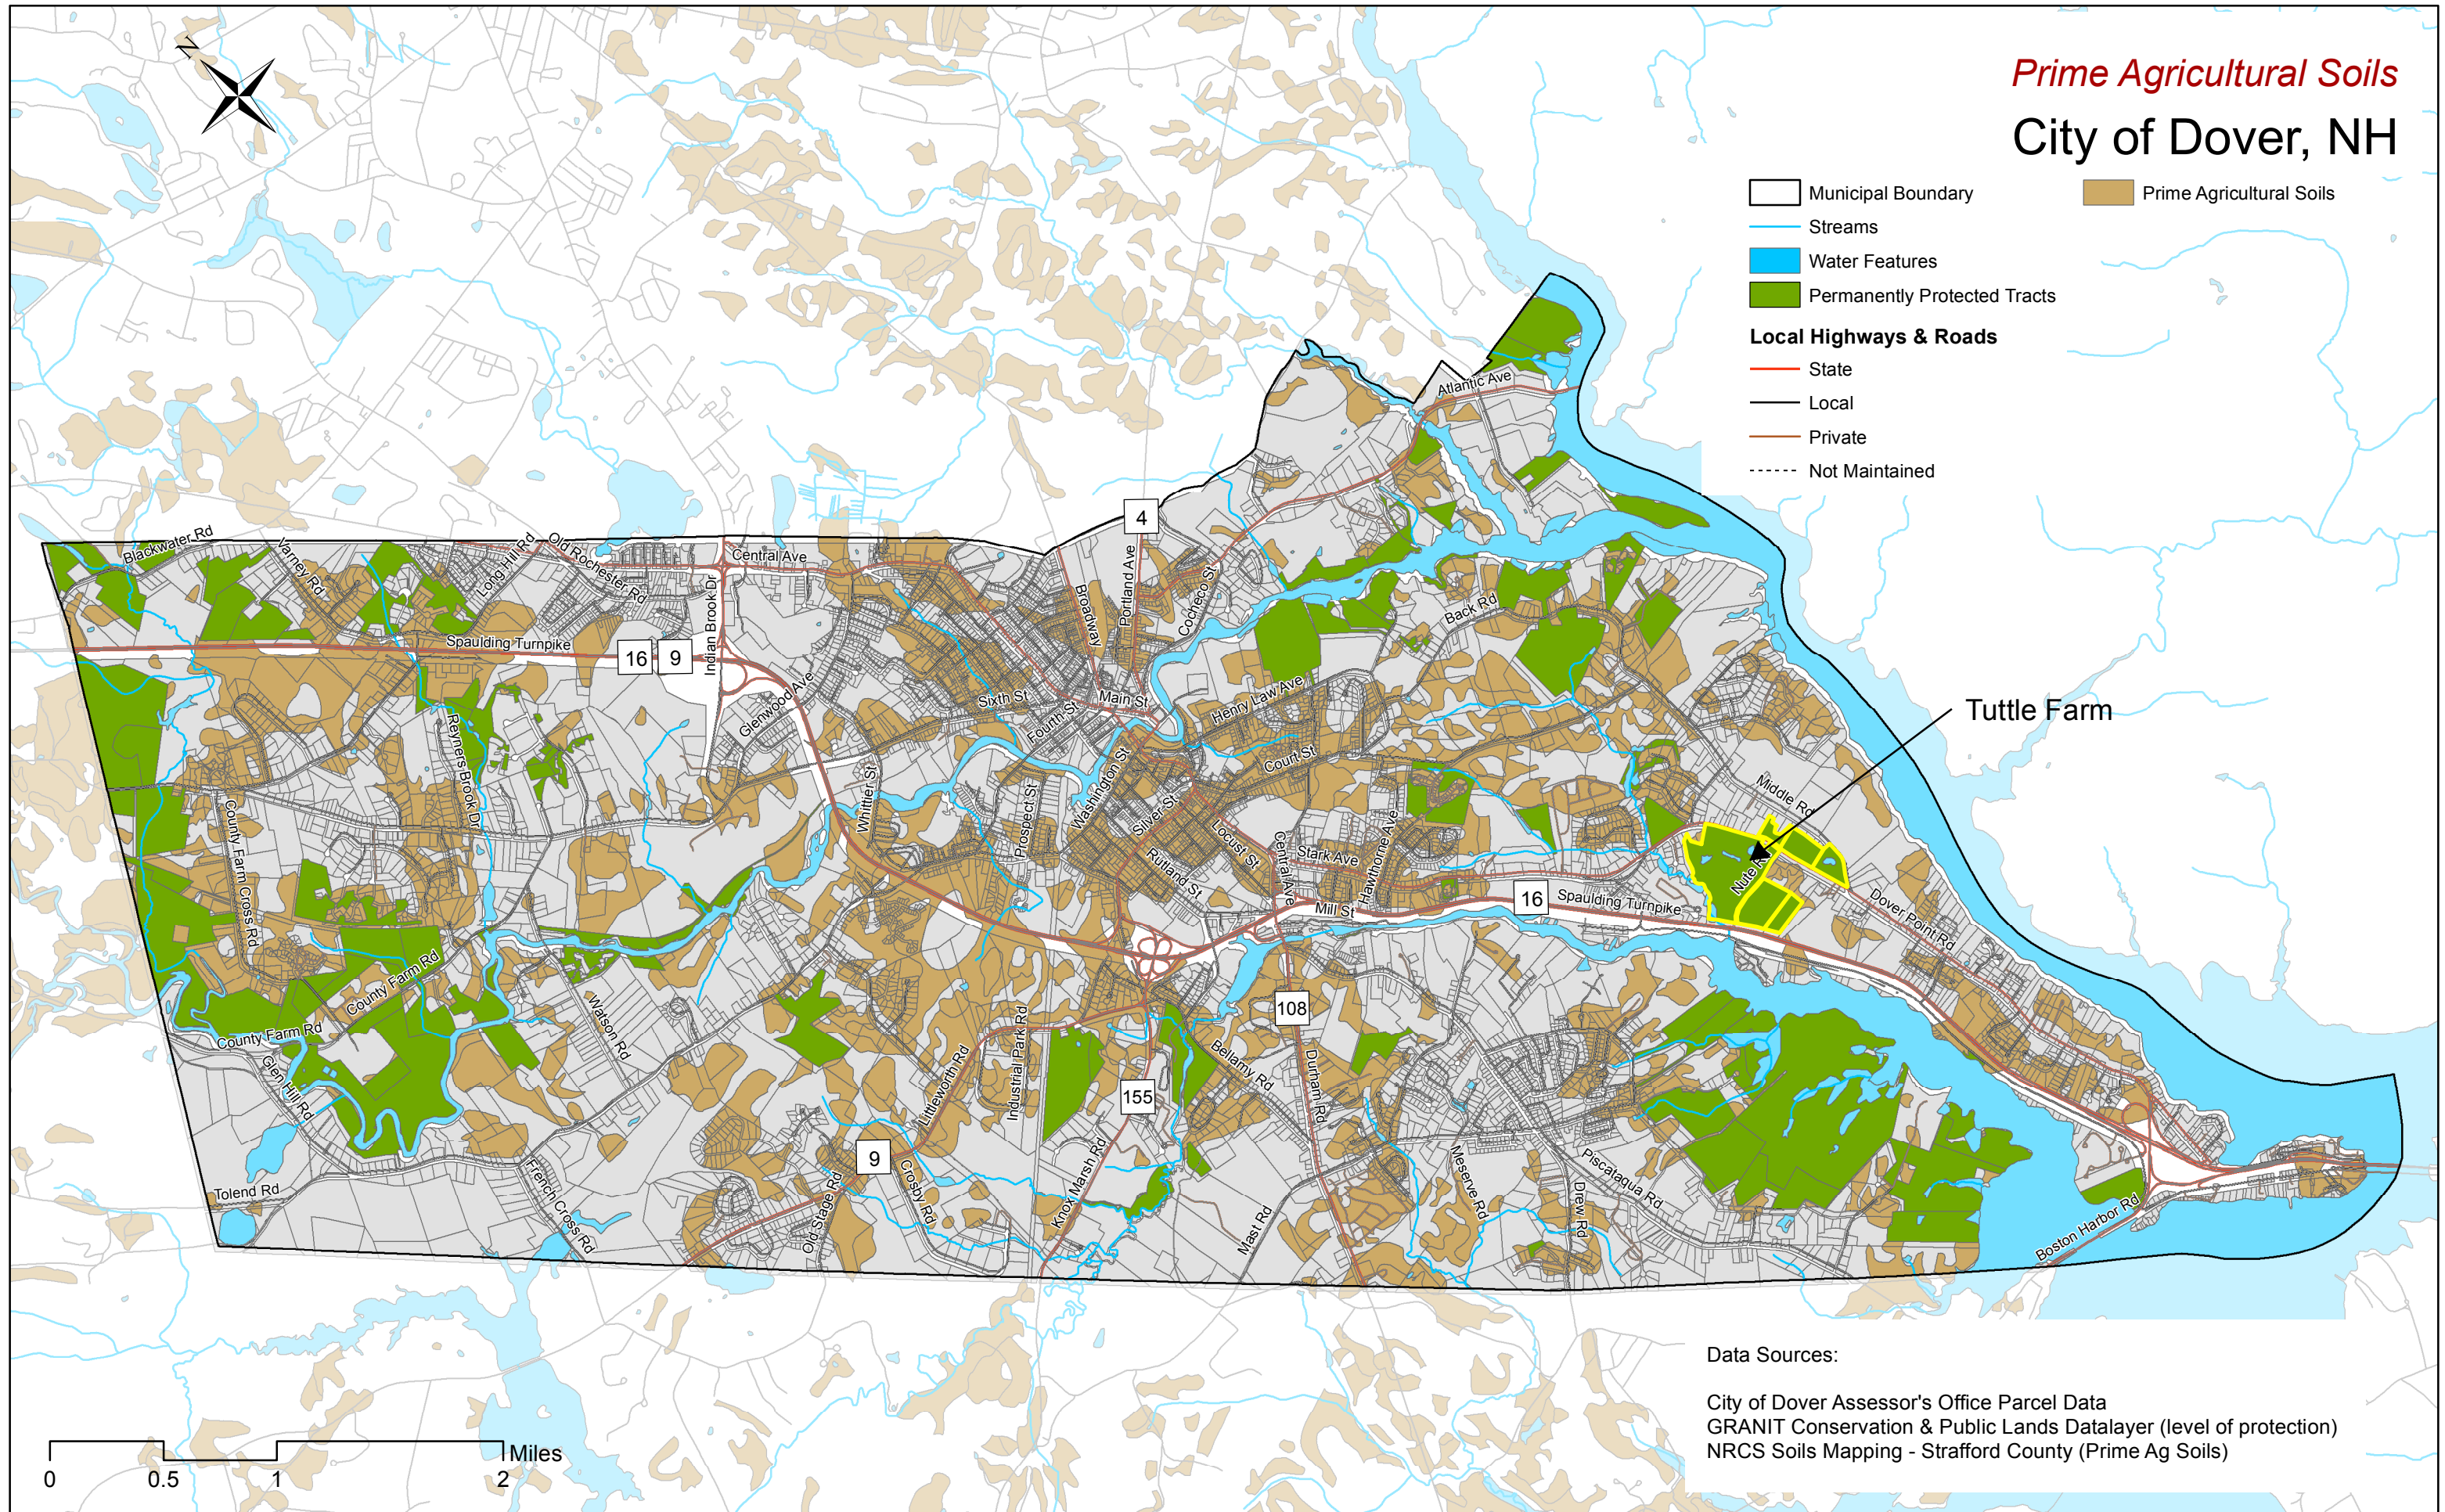 N
Prime Agricultural Soils
City of Dover, NH
Municipal Boundary
Prime Agricultural Soils
Streams
Water Features
Permanently Protected Tracts
Local Highways & Roads
State
Local
Private
Not Maintained
Atlantic Ave
4
Blackwater Rd
Varney Rd
Long Hill Rd
Old Rochester Rd
Central Ave
Indian Brook Dr
Broadway
Portland Ave
Cocheco St
Back Rd
Spaulding Turnpike
16
9
Glenwood Ave
Sixth St
Main St
Fourth St
Henry Law Ave
Tuttle Farm
Reyners Brook Dr
Court St
Washington St
Whittier St
Prospect St
Silver St
Middle Rd
County Farm Cross Rd
Locust St
Central Ave
Stark Ave
Hawthorne Ave
Rutland St
Nute R
Mill St
16
Spaulding Turnpike
Dover Point Rd
County Farm Rd
108
Watson Rd
County Farm Rd
Glen Hill Rd
Littleworth Rd
Industrial Park Rd
Bellamy Rd
Durham Rd
155
9
Tolend Rd
French Cross Rd
Old Stage Rd
Crosby Rd
Knox Marsh Rd
Mast Rd
Meserve Rd
Drew Rd
Piscataqua Rd
Boston Harbor Rd
Data Sources:
City of Dover Assessor's Office Parcel Data
GRANIT Conservation & Public Lands Datalayer (level of protection)
NRCS Soils Mapping - Strafford County (Prime Ag Soils)
Miles
0 0.5 1 2